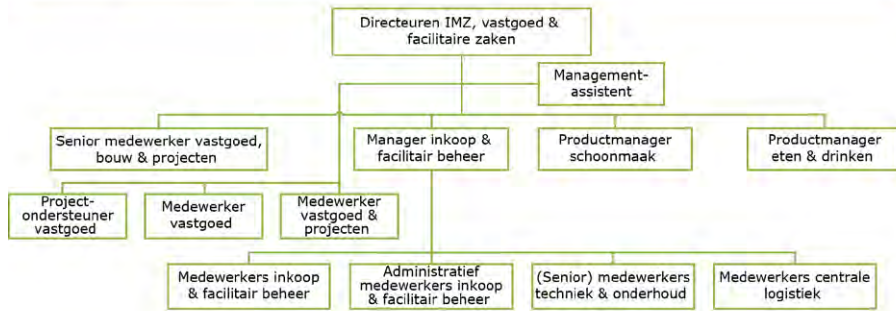 Directeuren IMZ, vastgoed &
facilitaire zaken
Management-
assistent
Senior medewerker vastgoed,
bouw & projecten
Manager inkoop &
facilitair beheer
Productmanager
schoonmaak
Productmanager
eten & drinken
Project-
ondersteuner
vastgoed
Medewerker
vastgoed
Medewerker
vastgoed &
projecten
Medewerkers inkoop
& facilitair beheer
Administratief
medewerkers inkoop
& facilitair beheer
(Senior) medewerkers
techniek & onderhoud
Medewerkers centrale
logistiek